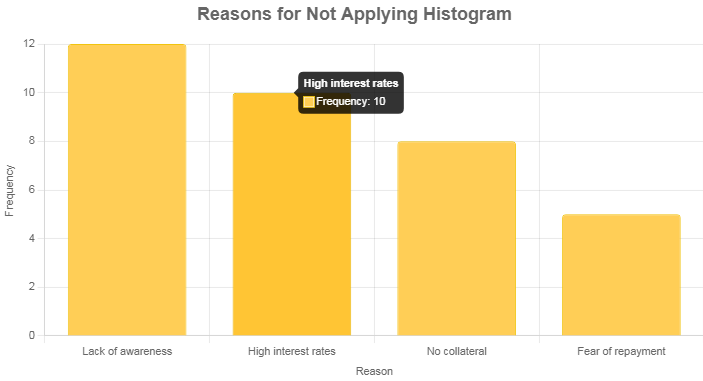 Reasons for Not Applying Histogram
12
10
8
6
4
2
0
Frequency
High interest rates
Frequency: 10
Lack of awareness
High interest rates
No collateral
Fear of repayment
Reason